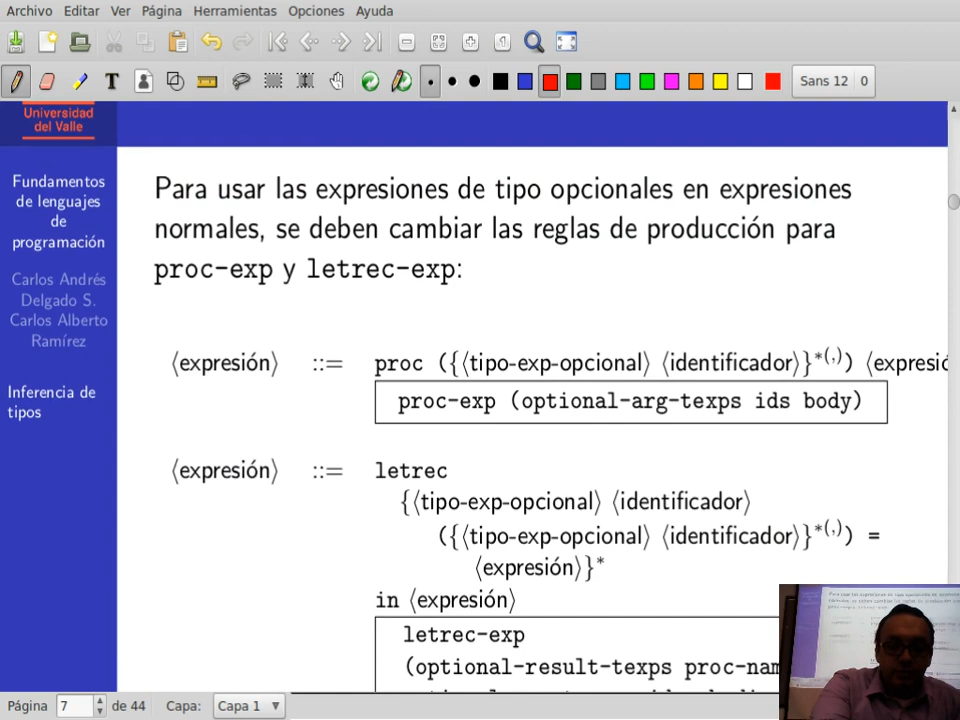 Archivo Editar Ver Página Herramientas Opciones Ayuda
T
Sans 12 0
Universidad
del Valle
Fundamentos
de lenguajes
de
programación
Carlos Andrés
Delgado S.
Carlos Alberto
Ramírez
Inferencia de
tipos
Para usar las expresiones de tipo opcionales en expresiones
normales, se deben cambiar las reglas de producción para
proc-exp y letrec-exp:
⟨expresión⟩ ::= proc ({⟨tipo-exp-opcional⟩ ⟨identificador⟩}*(,)) ⟨expresió
proc-exp (optional-arg-texps ids body)
⟨expresión⟩ ::= letrec
{⟨tipo-exp-opcional⟩ ⟨identificador⟩
({⟨tipo-exp-opcional⟩ ⟨identificador⟩}*(,)) =
⟨expresión⟩}*
in ⟨expresión⟩
letrec-exp
(optional-result-texps
Página 7 de 44 Capa: Capa 1